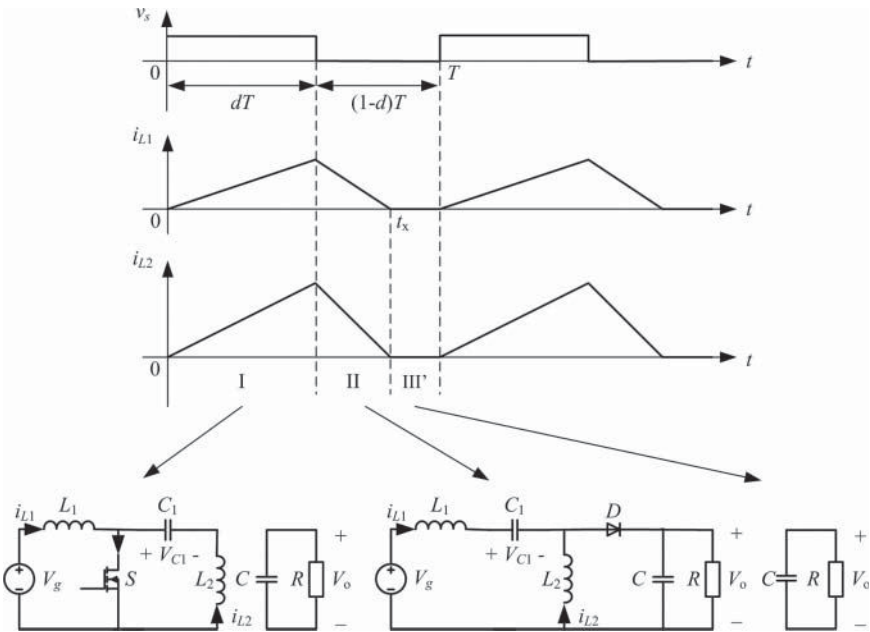 v_s
0
T
t
dT
(1-d)T
i_L1
0
t_x
t
i_L2
0
t
I
II
III'
i_L1
L_1
C_1
+ V_C1 -
V_g
S
L_2
i_L2
C
R
+
V_o
–
i_L1
L_1
C_1
D
+ V_C1 -
V_g
L_2
i_L2
C
R
+
V_o
–
C
R
+
V_o
–